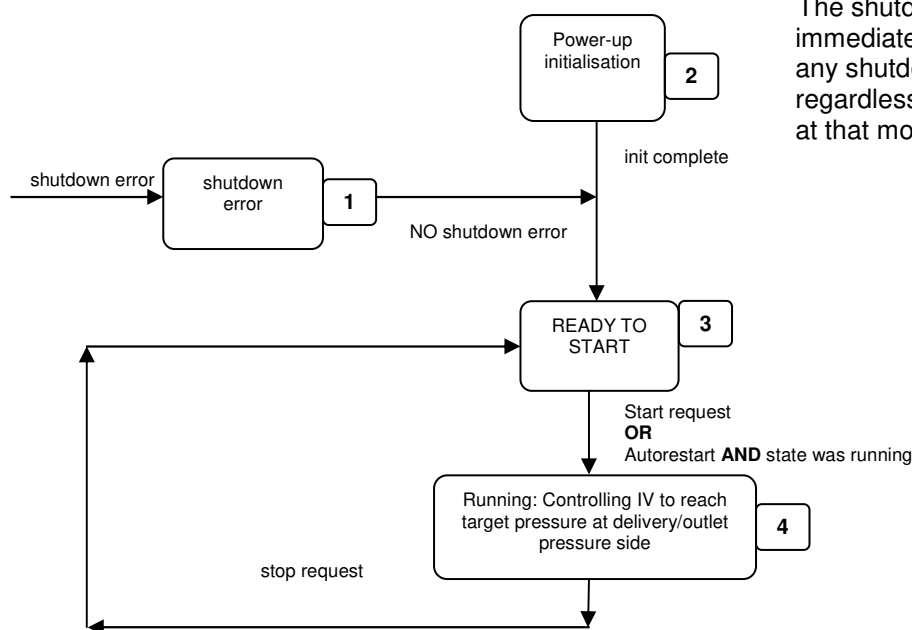 The shutd
immediate
any shutd
regardless
at that mo
Power-up
initialisation
2
init complete
shutdown error
shutdown
error
1
NO shutdown error
READY TO
START
3
Start request
OR
Autorestart AND state was running
Running: Controlling IV to reach
target pressure at delivery/outlet
pressure side
4
stop request